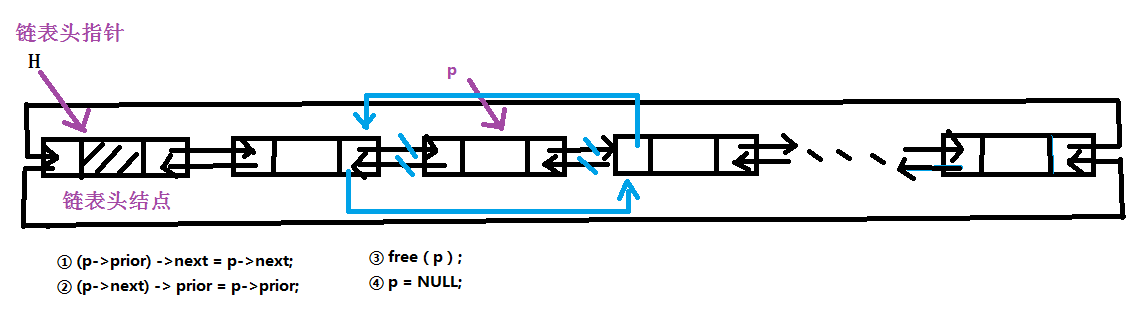 链表头指针
H
p
链表头结点
① (p->prior) ->next = p->next;
② (p->next) -> prior = p->prior;
③ free ( p ) ;
④ p = NULL;